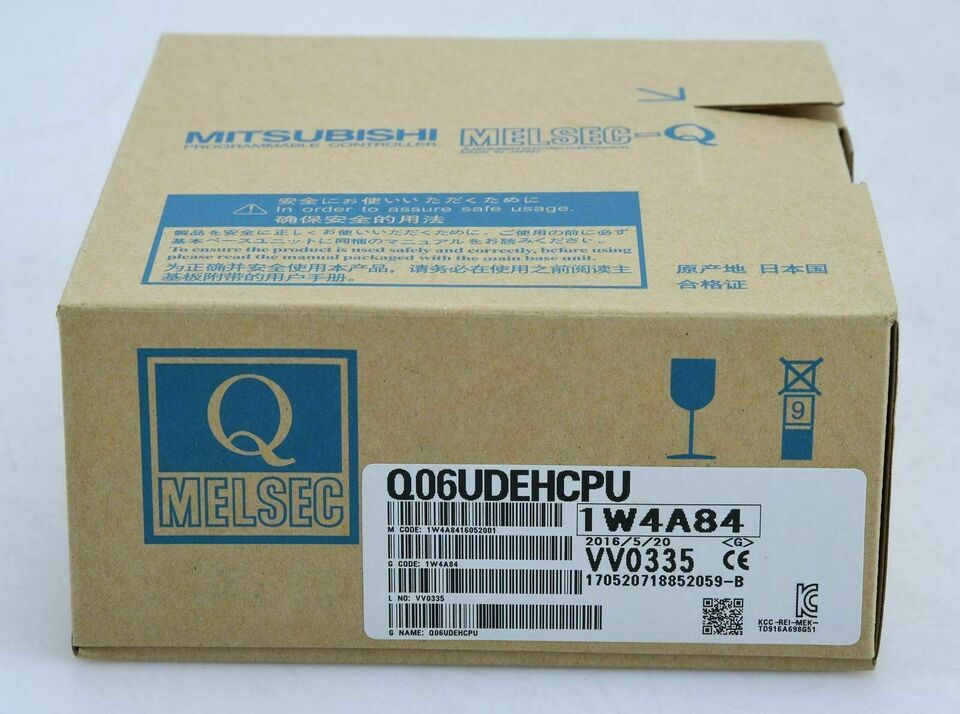 MITSUBISHI
PROGRAMMABLE CONTROLLER
MELSEC-Q
MADE IN JAPAN
安全にお使いいただくために
In order to assure safe usage.
确保安全的用法
製品を安全に正しくお使いいただくために、ご使用の前に必ず
基本ベースユニットに同梱のマニュアルをお読みください。
To ensure the product is used safely and correctly, before using
please read the manual packaged with the main base unit.
为正确并安全使用本产品，请务必在使用之前阅读主
基板附带的用户手册。
原产地 日本国
合格证
Q
MELSEC
9
Q06UDEHCPU
1W4A84
M CODE: 1W4A8416052001
2016/5/20 <G>
VV0335 CE
G CODE: 1W4A84
170520718852059-B
L NO: VV0335
KCC-REI-MEK-
TD916A698G51
G NAME: Q06UDEHCPU